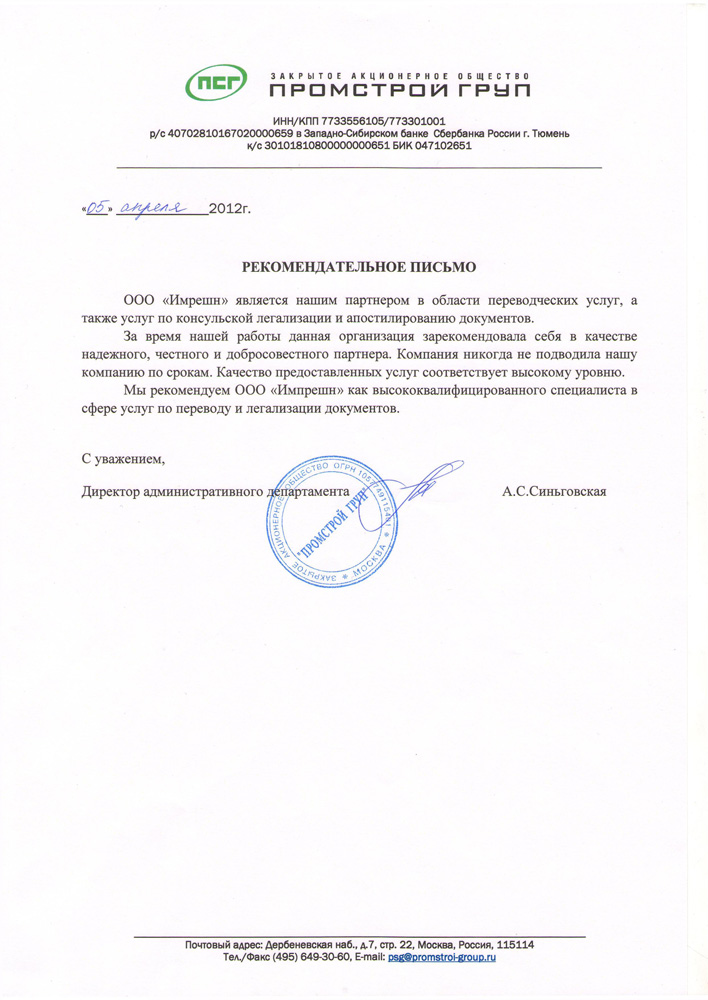 ПСГ
ЗАКРЫТОЕ АКЦИОНЕРНОЕ ОБЩЕСТВО
ПРОМСТРОЙ ГРУП
ИНН/КПП 7733556105/773301001
р/с 40702810167020000659 в Западно-Сибирском банке Сбербанка России г. Тюмень
к/с 30101810800000000651 БИК 047102651
«05» апреля 2012г.
РЕКОМЕНДАТЕЛЬНОЕ ПИСЬМО
ООО «Имрешн» является нашим партнером в области переводческих услуг, а
также услуг по консульской легализации и апостилированию документов.
За время нашей работы данная организация зарекомендовала себя в качестве
надежного, честного и добросовестного партнера. Компания никогда не подводила нашу
компанию по срокам. Качество предоставленных услуг соответствует высокому уровню.
Мы рекомендуем ООО «Импрешн» как высококвалифицированного специалиста в
сфере услуг по переводу и легализации документов.
С уважением,
Директор административного департамента А.С.Синьговская
ЗАКРЫТОЕ АКЦИОНЕРНОЕ ОБЩЕСТВО ОГРН
"ПРОМСТРОЙ ГРУП"
* МОСКВА *
Почтовый адрес: Дербеневская наб., д.7, стр. 22, Москва, Россия, 115114
Тел./Факс (495) 649-30-60, E-mail: psg@promstroi-group.ru